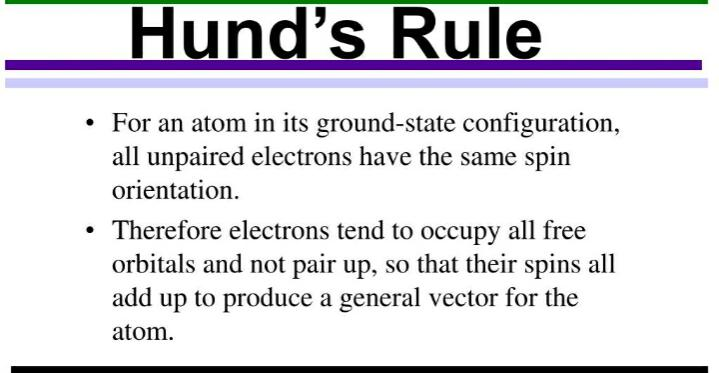 Hund's Rule
• For an atom in its ground-state configuration,
all unpaired electrons have the same spin
orientation.
• Therefore electrons tend to occupy all free
orbitals and not pair up, so that their spins all
add up to produce a general vector for the
atom.